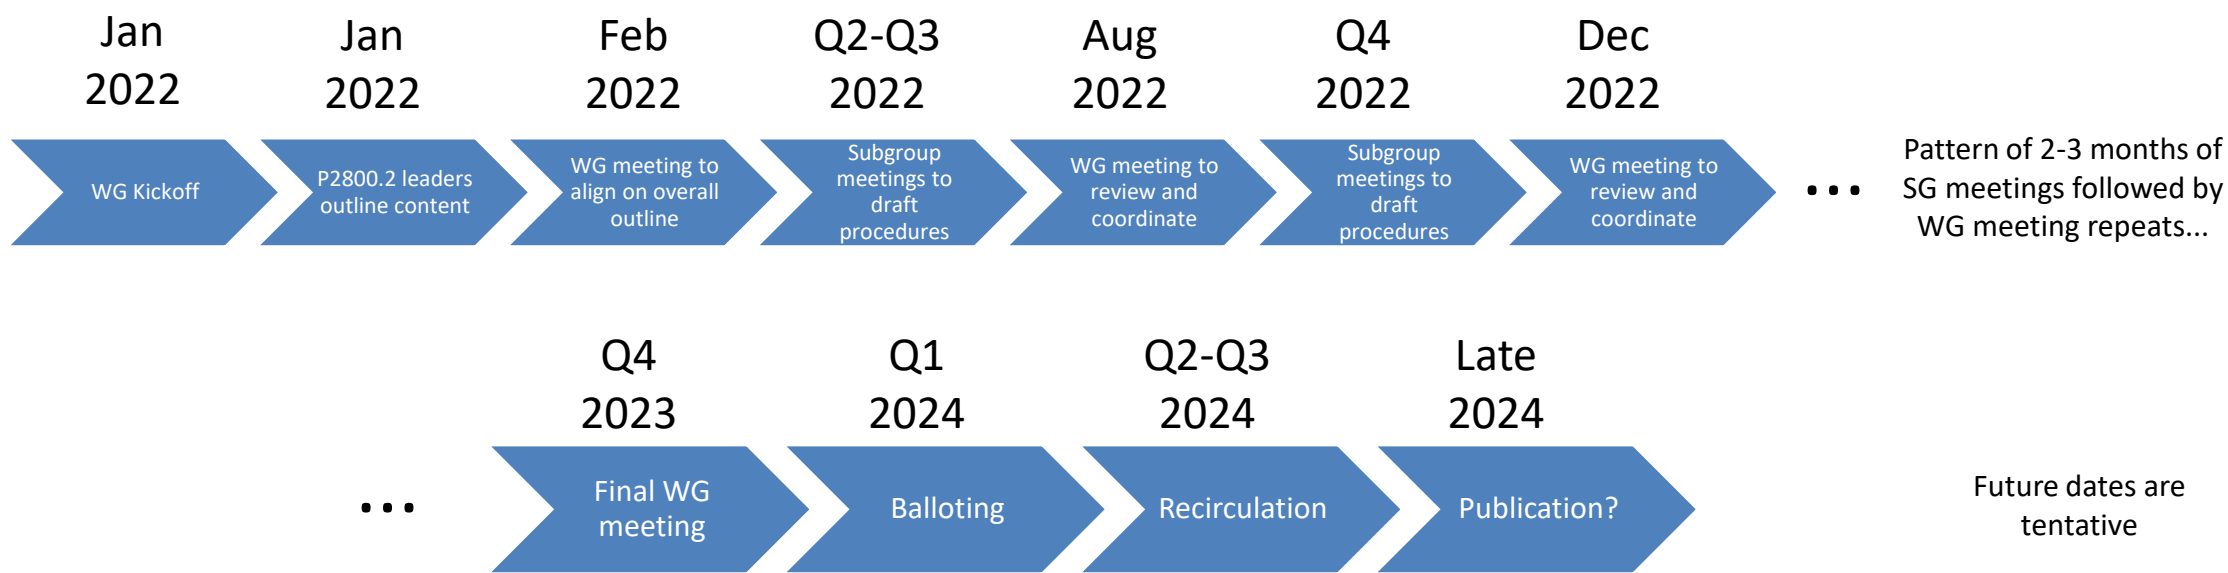 Jan
2022
Jan
2022
Feb
2022
Q2-Q3
2022
Aug
2022
Q4
2022
Dec
2022
WG Kickoff
P2800.2 leaders
outline content
WG meeting to
align on overall
outline
Subgroup
meetings to
draft
procedures
WG meeting to
review and
coordinate
Subgroup
meetings to
draft
procedures
WG meeting to
review and
coordinate
...
Pattern of 2-3 months of
SG meetings followed by
WG meeting repeats...
Q4
2023
Q1
2024
Q2-Q3
2024
Late
2024
...
Final WG
meeting
Balloting
Recirculation
Publication?
Future dates are
tentative